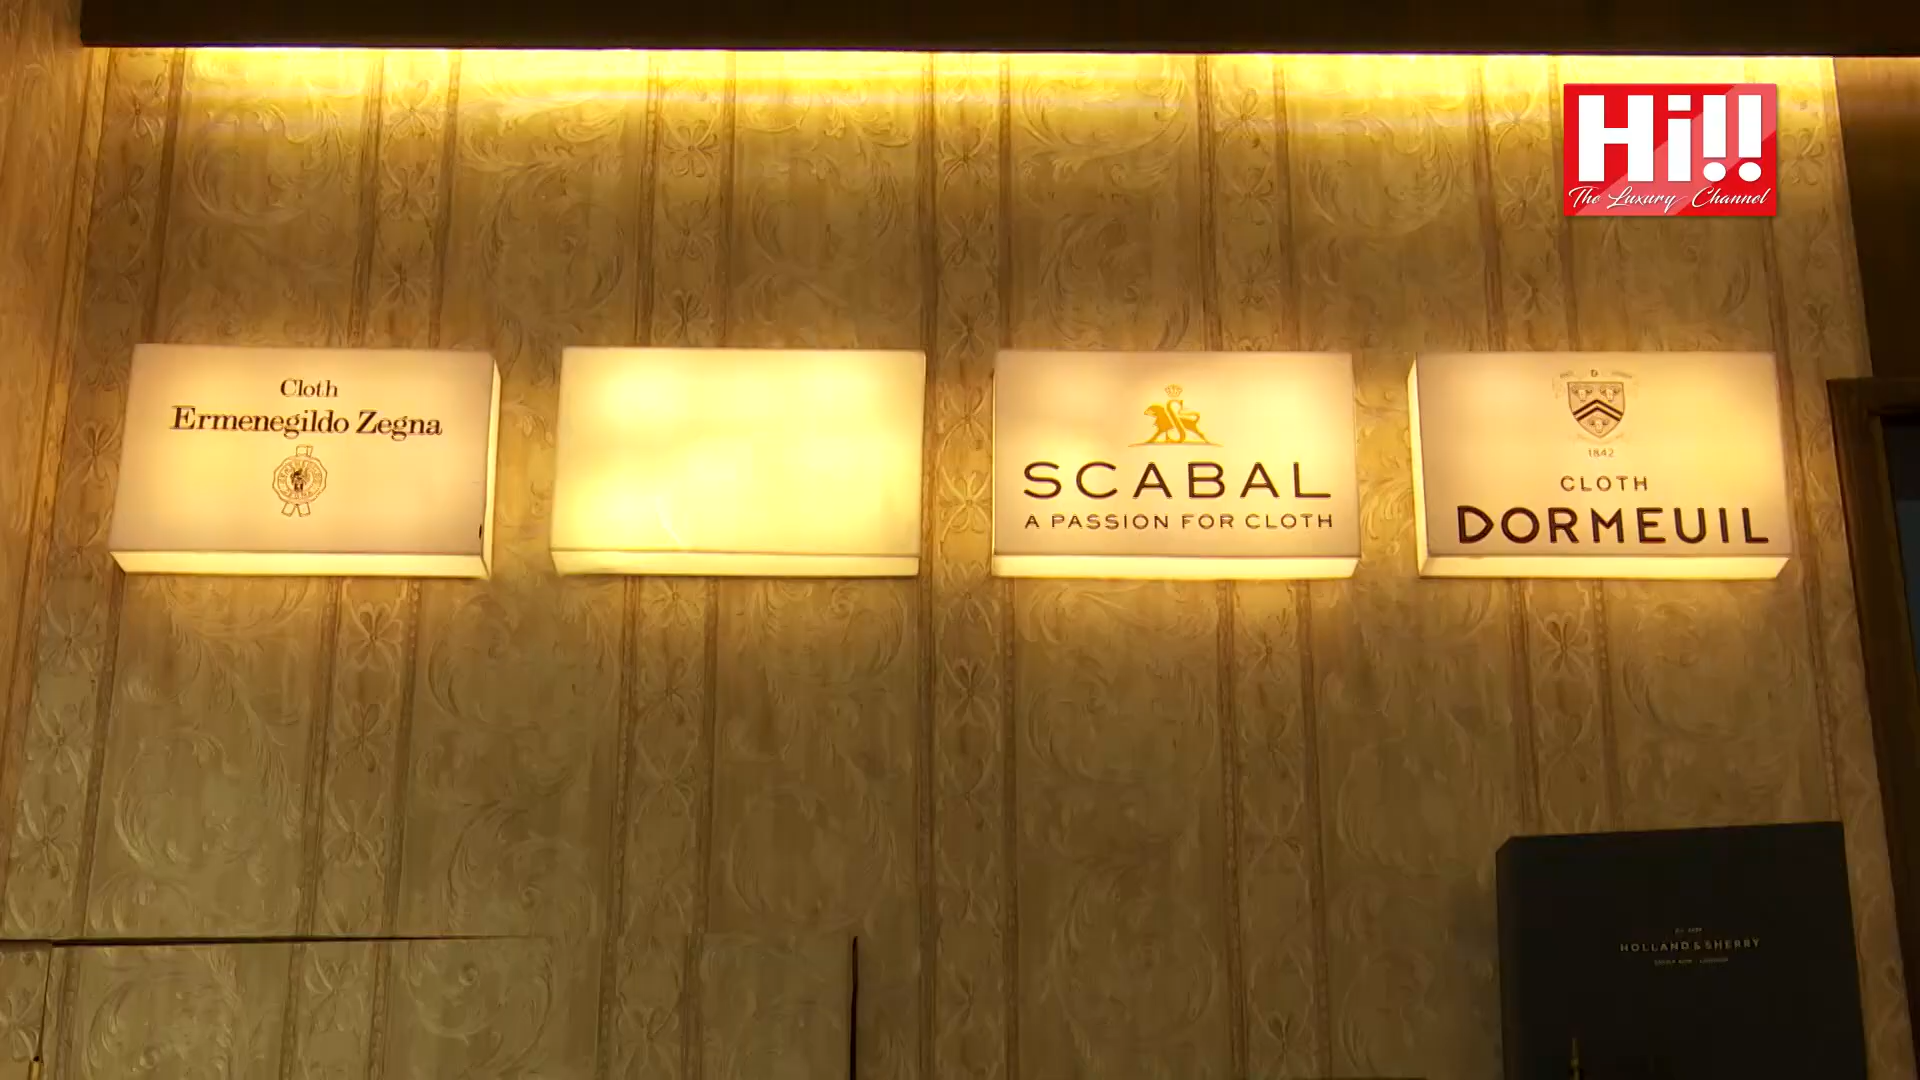 Hi!!
The Luxury Channel
Cloth
Ermenegildo Zegna
SCABAL
A PASSION FOR CLOTH
1842
CLOTH
DORMEUIL
HOLLAND & SHERRY